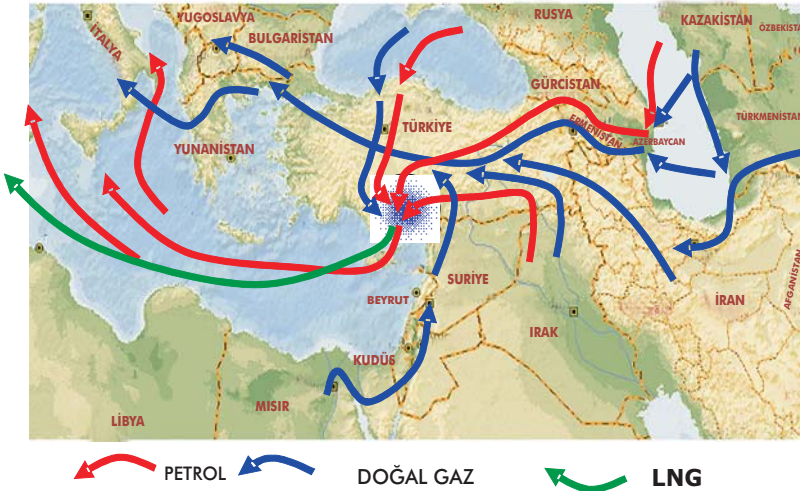 YUGOSLAVYA
RUSYA
KAZAKİSTAN
ÖZBEKİSTA
İTALYA
BULGARİSTAN
GÜRCİSTAN
TÜRKMENİSTAN
TÜRKİYE
ERMENİSTAN
AZERBAYCAN
YUNANİSTAN
SURİYE
AFGANİSTAN
BEYRUT
İRAN
IRAK
KUDÜS
MISIR
LİBYA
PETROL
DOĞAL GAZ
LNG